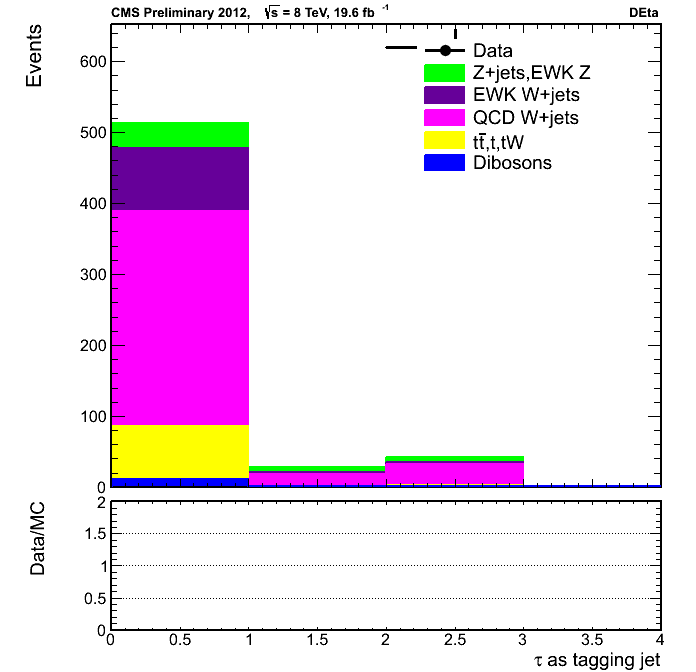 CMS Preliminary 2012, √s = 8 TeV, 19.6 fb⁻¹ DEta
Events
600
500
400
300
200
100
0
Data
Z+jets,EWK Z
EWK W+jets
QCD W+jets
tt̄,t,tW
Dibosons
Data/MC
2
1.5
1
0.5
0
0 0.5 1 1.5 2 2.5 3 3.5 4
τ as tagging jet